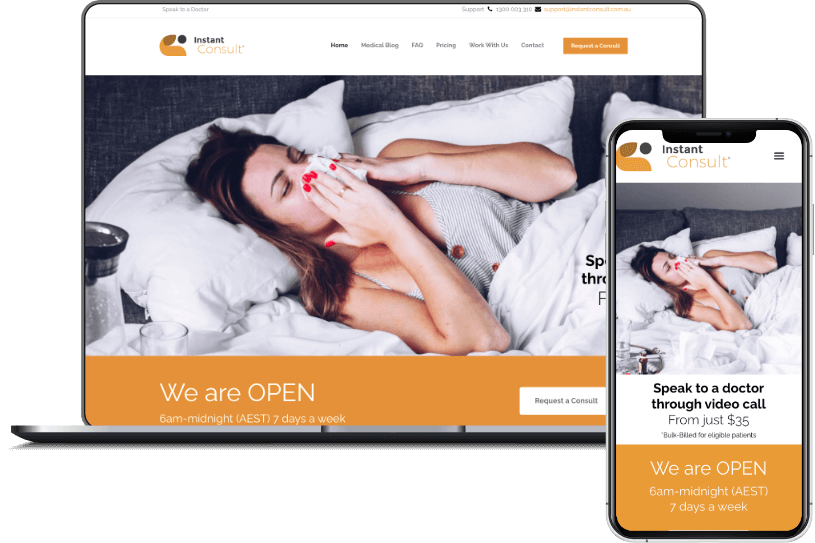 Speak to a Doctor
Support 1300 003 310 support@instantconsult.com.au
Instant
Consult
Home Medical Blog FAQ Pricing Work With Us Contact Request a Consult
We are OPEN
6am-midnight (AEST) 7 days a week
Request a Consult
Instant
Consult
Speak to a doctor
through video call
From just $35
*Bulk-Billed for eligible patients
We are OPEN
6am-midnight (AEST)
7 days a week